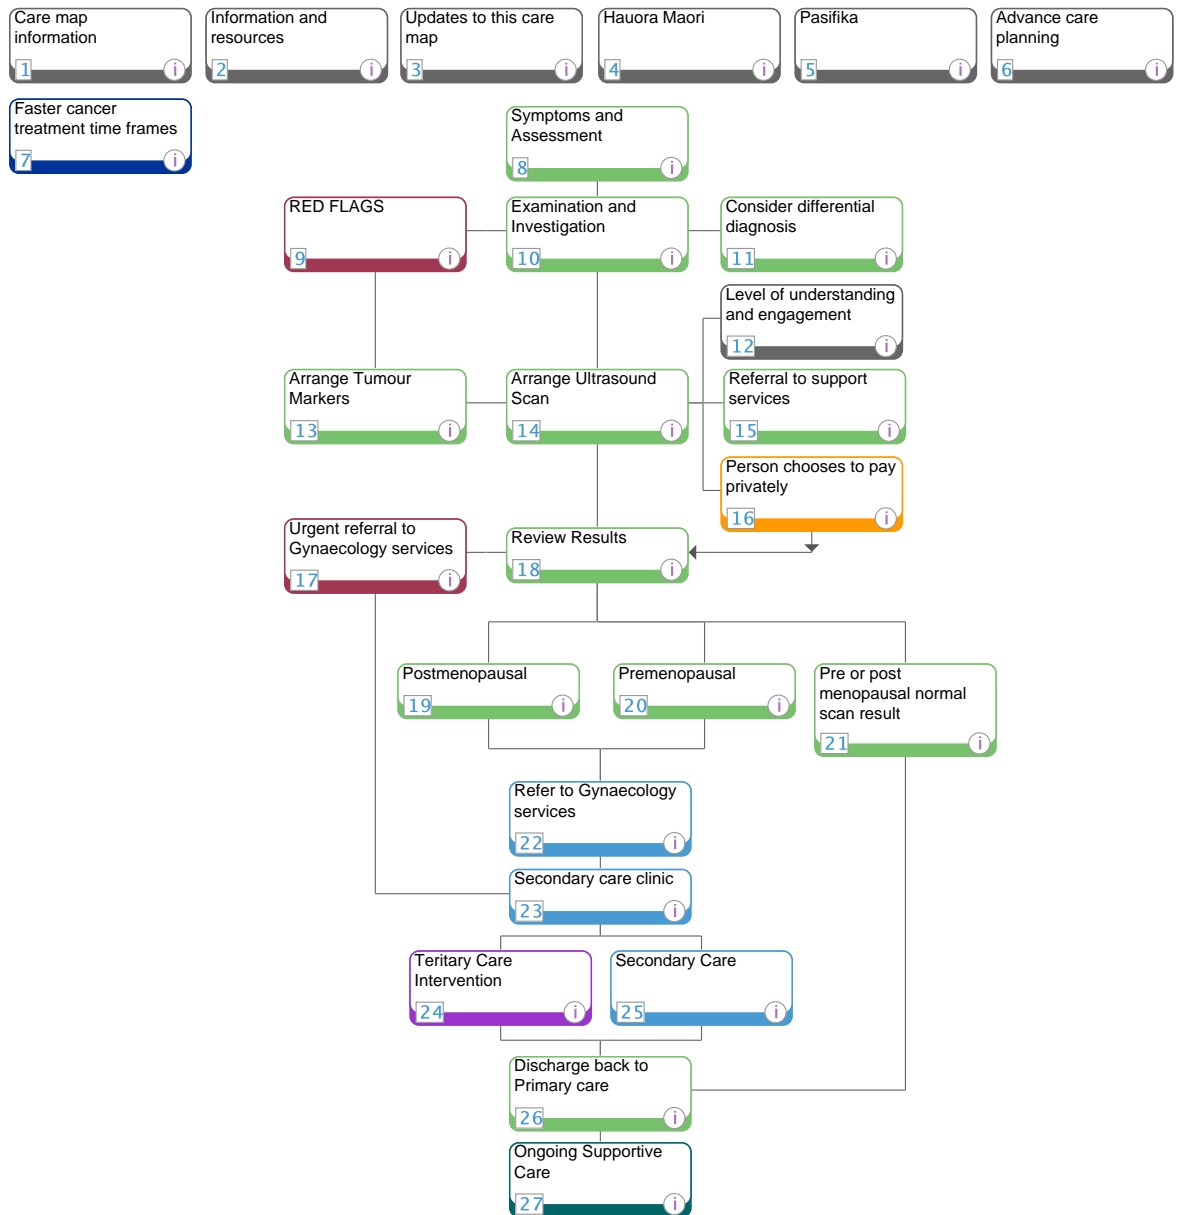 Care map
information
1
i
Information and
resources
2
i
Updates to this care
map
3
i
Hauora Maori
4
i
Pasifika
5
i
Advance care
planning
6
i
Faster cancer
treatment time frames
7
i
Symptoms and
Assessment
8
i
RED FLAGS
9
i
Examination and
Investigation
10
i
Consider differential
diagnosis
11
i
Level of understanding
and engagement
12
i
Arrange Tumour
Markers
13
i
Arrange Ultrasound
Scan
14
i
Referral to support
services
15
i
Person chooses to pay
privately
16
i
Urgent referral to
Gynaecology services
17
i
Review Results
18
i
Postmenopausal
19
i
Premenopausal
20
i
Pre or post
menopausal normal
scan result
21
i
Refer to Gynaecology
services
22
i
Secondary care clinic
23
i
Teritary Care
Intervention
24
i
Secondary Care
25
i
Discharge back to
Primary care
26
i
Ongoing Supportive
Care
27
i